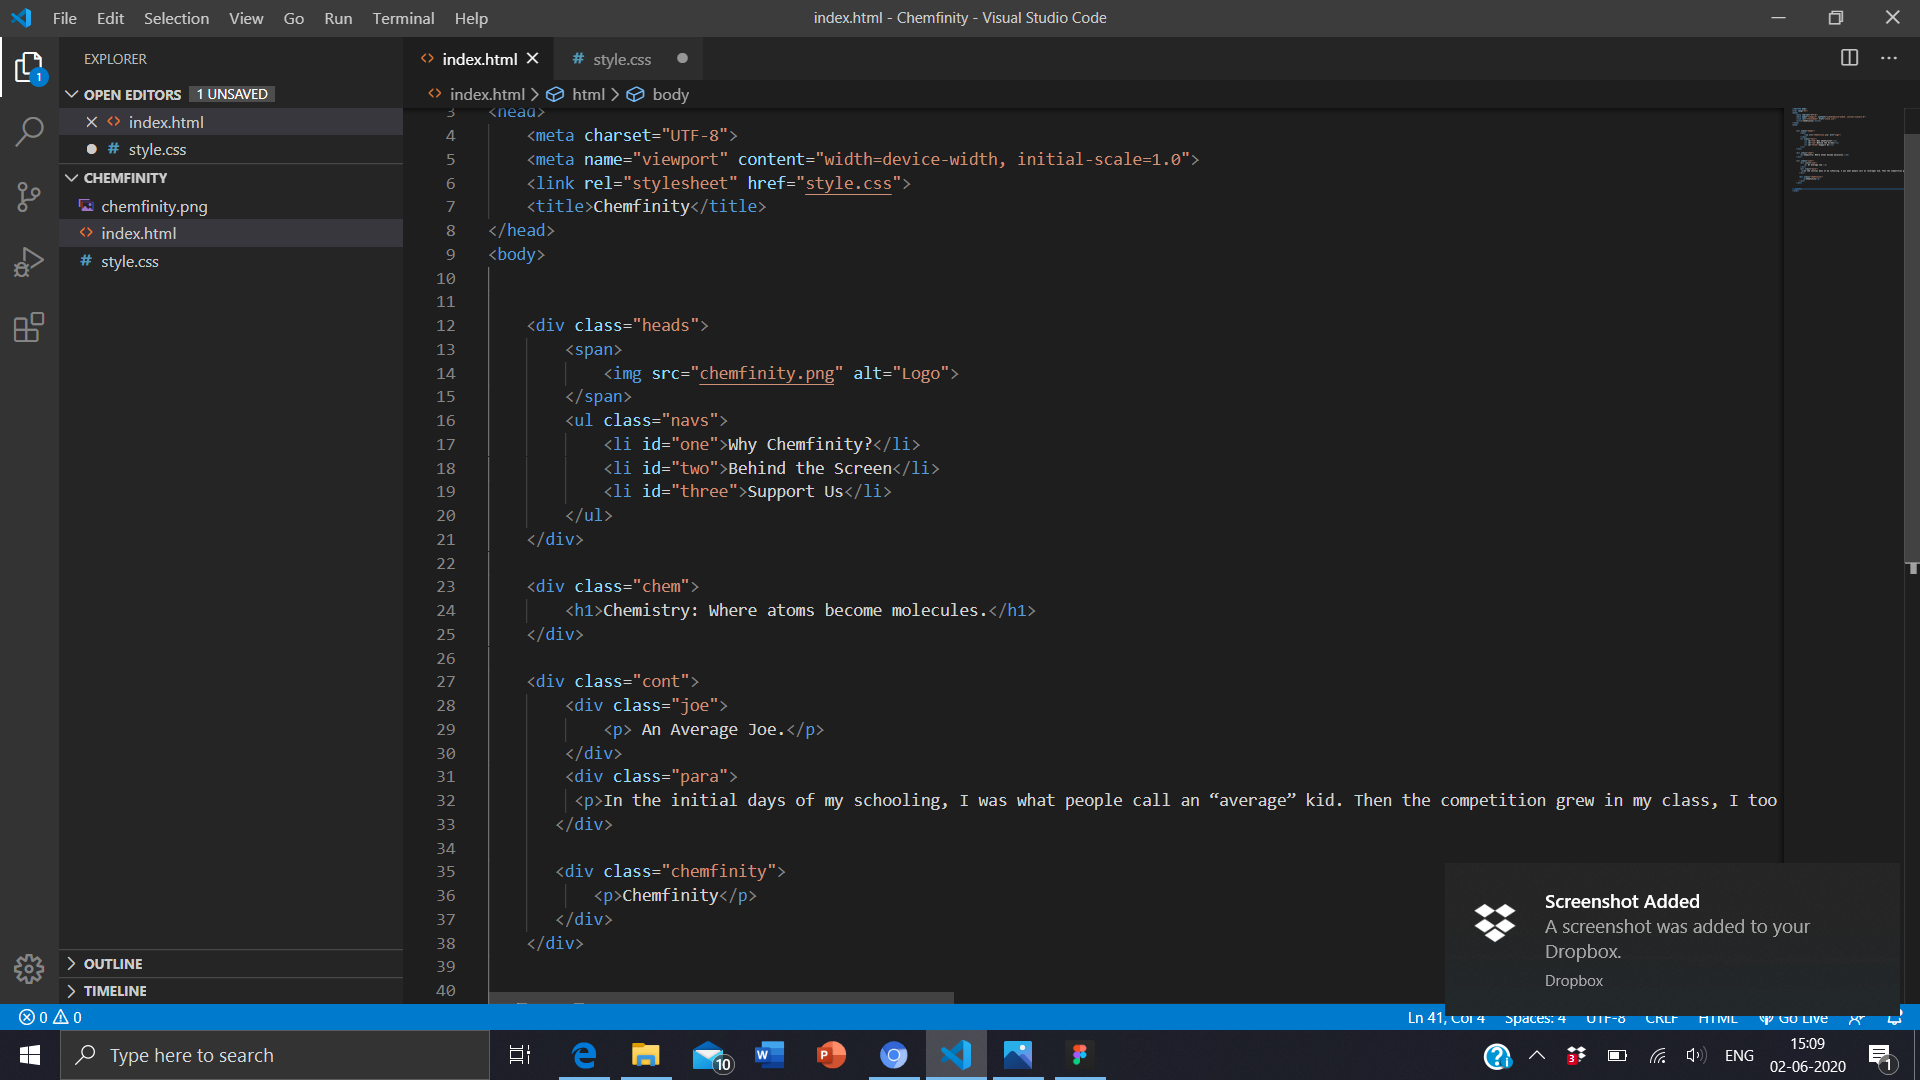 File Edit Selection View Go Run Terminal Help
index.html - Chemfinity - Visual Studio Code
EXPLORER
OPEN EDITORS 1 UNSAVED
index.html
style.css
CHEMFINITY
chemfinity.png
index.html
style.css
OUTLINE
TIMELINE
1
index.html
# style.css
index.html > html > body
3 <head>
4 <meta charset="UTF-8">
5 <meta name="viewport" content="width=device-width, initial-scale=1.0">
6 <link rel="stylesheet" href="style.css">
7 <title>Chemfinity</title>
8 </head>
9 <body>
10
11
12 <div class="heads">
13 <span>
14 <img src="chemfinity.png" alt="Logo">
15 </span>
16 <ul class="navs">
17 <li id="one">Why Chemfinity?</li>
18 <li id="two">Behind the Screen</li>
19 <li id="three">Support Us</li>
20 </ul>
21 </div>
22
23 <div class="chem">
24 <h1>Chemistry: Where atoms become molecules.</h1>
25 </div>
26
27 <div class="cont">
28 <div class="joe">
29 <p> An Average Joe.</p>
30 </div>
31 <div class="para">
32 <p>In the initial days of my schooling, I was what people call an “average” kid. Then the competition grew in my class, I too
33 </div>
34
35 <div class="chemfinity">
36 <p>Chemfinity</p>
37 </div>
38 </div>
39
40
Screenshot Added
A screenshot was added to your
Dropbox.
Dropbox
0 0
Ln 41, Col 4 Spaces: 4 UTF-8 CRLF HTML Go Live
Type here to search
10
3
ENG
15:09
02-06-2020
1